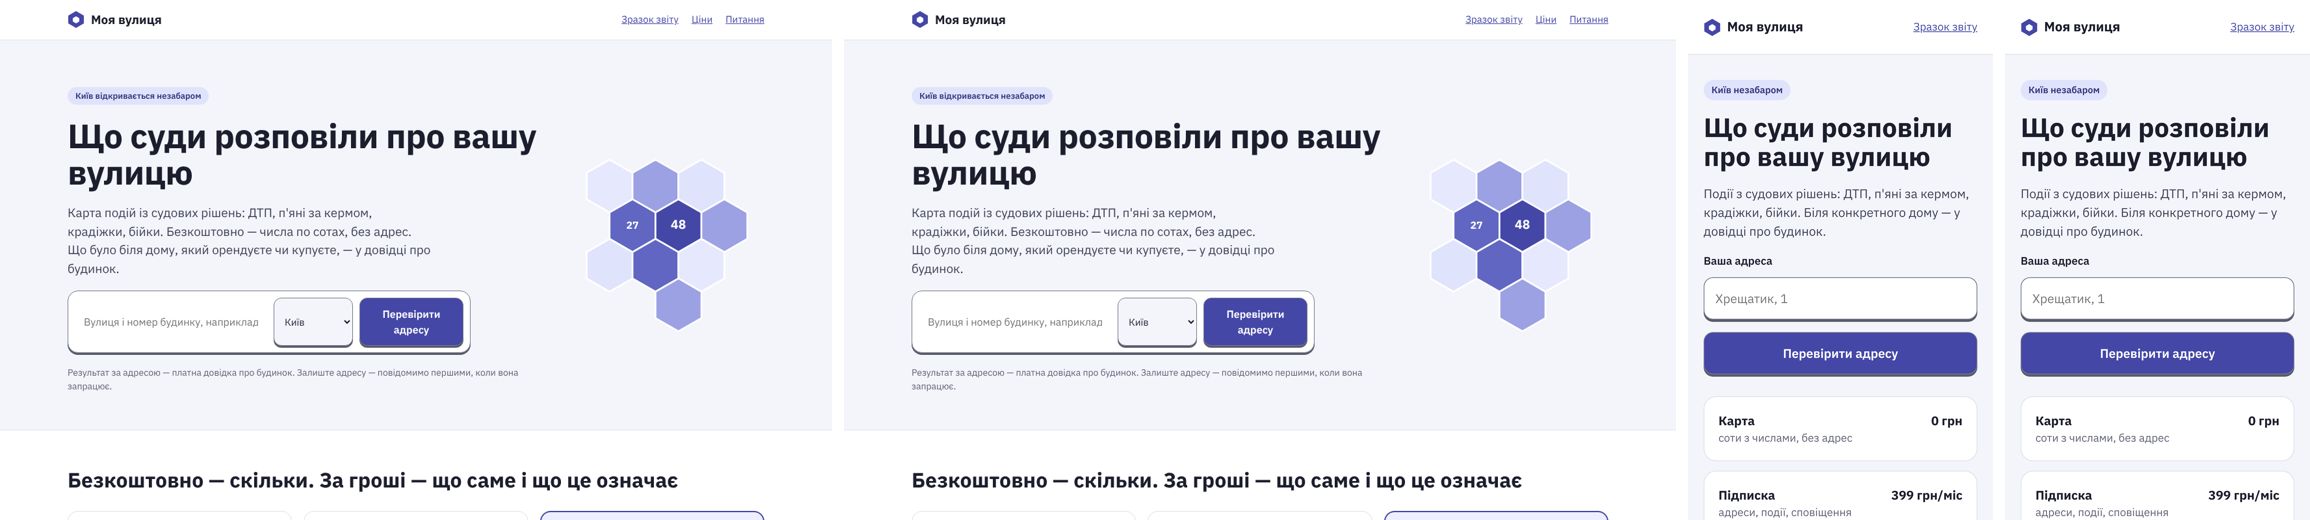 Моя вулиця
Зразок звіту Ціни Питання
Київ відкривається незабаром
Що суди розповіли про вашу
вулицю
Карта подій із судових рішень: ДТП, п'яні за кермом,
крадіжки, бійки. Безкоштовно — числа по сотах, без адрес.
Що було біля дому, який орендуєте чи купуєте, — у довідці про
будинок.
Вулиця і номер будинку, наприклад
Київ
Перевірити
адресу
Результат за адресою — платна довідка про будинок. Залиште адресу — повідомимо першими, коли вона
запрацює.
27
48
Безкоштовно — скільки. За гроші — що саме і що це означає
Моя вулиця
Зразок звіту Ціни Питання
Київ відкривається незабаром
Що суди розповіли про вашу
вулицю
Карта подій із судових рішень: ДТП, п'яні за кермом,
крадіжки, бійки. Безкоштовно — числа по сотах, без адрес.
Що було біля дому, який орендуєте чи купуєте, — у довідці про
будинок.
Вулиця і номер будинку, наприклад
Київ
Перевірити
адресу
Результат за адресою — платна довідка про будинок. Залиште адресу — повідомимо першими, коли вона
запрацює.
27
48
Безкоштовно — скільки. За гроші — що саме і що це означає
Моя вулиця
Зразок звіту
Київ незабаром
Що суди розповіли
про вашу вулицю
Події з судових рішень: ДТП, п'яні за кермом,
крадіжки, бійки. Біля конкретного дому — у
довідці про будинок.
Ваша адреса
Хрещатик, 1
Перевірити адресу
Карта 0 грн
соти з числами, без адрес
Підписка 399 грн/міс
адреси, події, сповіщення
Моя вулиця
Зразок звіту
Київ незабаром
Що суди розповіли
про вашу вулицю
Події з судових рішень: ДТП, п'яні за кермом,
крадіжки, бійки. Біля конкретного дому — у
довідці про будинок.
Ваша адреса
Хрещатик, 1
Перевірити адресу
Карта 0 грн
соти з числами, без адрес
Підписка 399 грн/міс
адреси, події, сповіщення